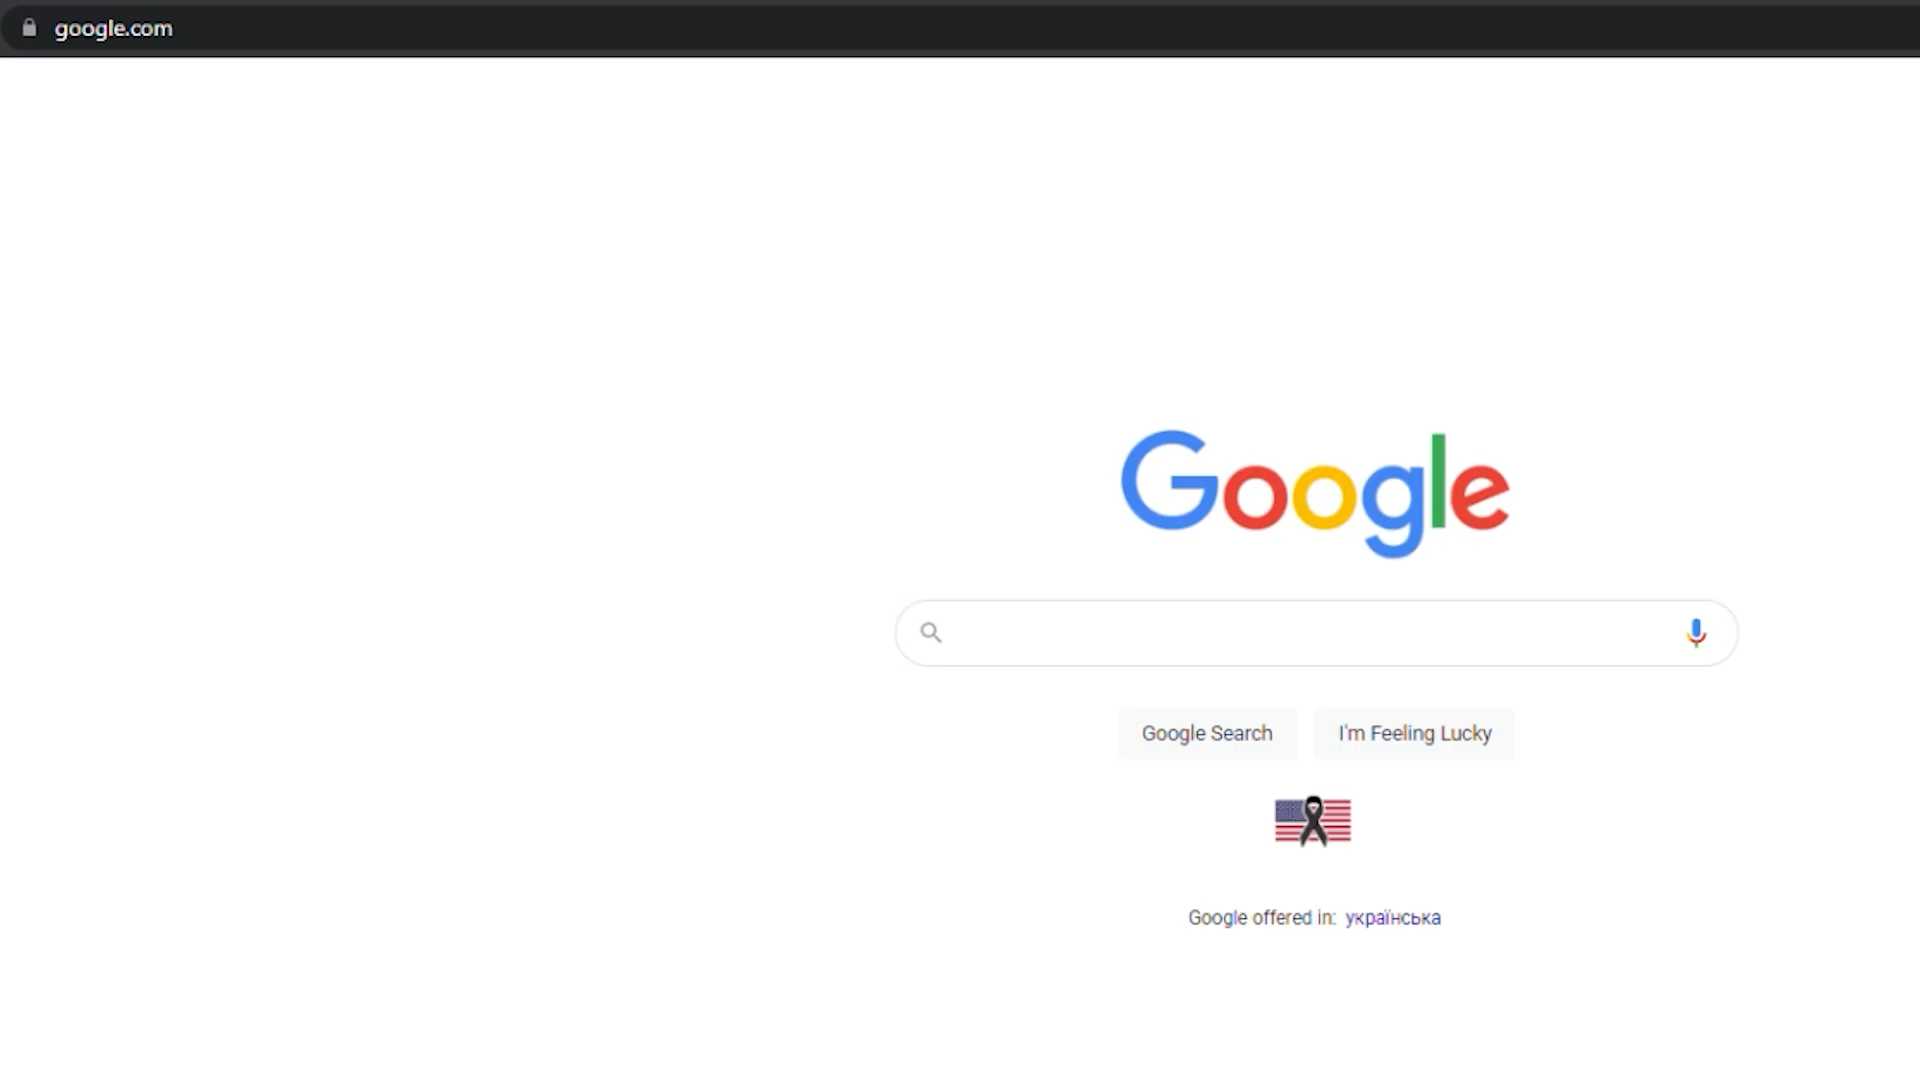 google.com
Google
Google Search
I'm Feeling Lucky
Google offered in: українська